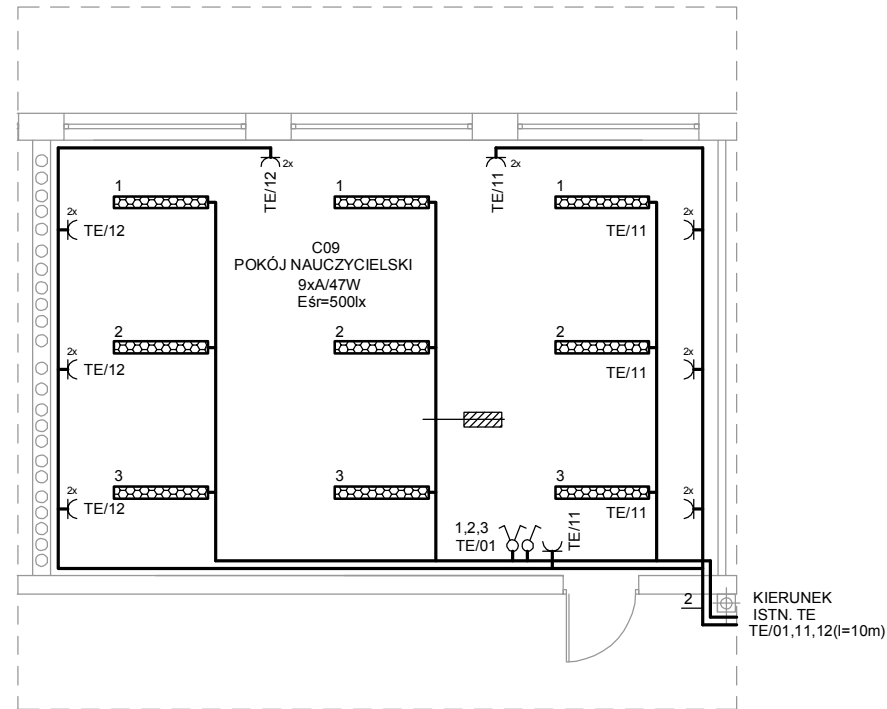 2x
TE/12
2x
TE/11
1
1
1
2x
TE/12
TE/11
2x
C09
POKÓJ NAUCZYCIELSKI
9xA/47W
Eśr=500lx
2
2
2
2x
TE/12
TE/11
2x
3
3
3
2x
TE/12
TE/11
2x
1,2,3
TE/01
TE/11
2
KIERUNEK
ISTN. TE
TE/01,11,12(l=10m)